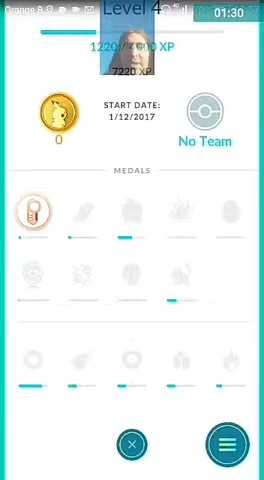 Orange B
01:30
Level 4
1220 / 4000 XP
7220 XP
START DATE:
1/12/2017
0
No Team
MEDALS